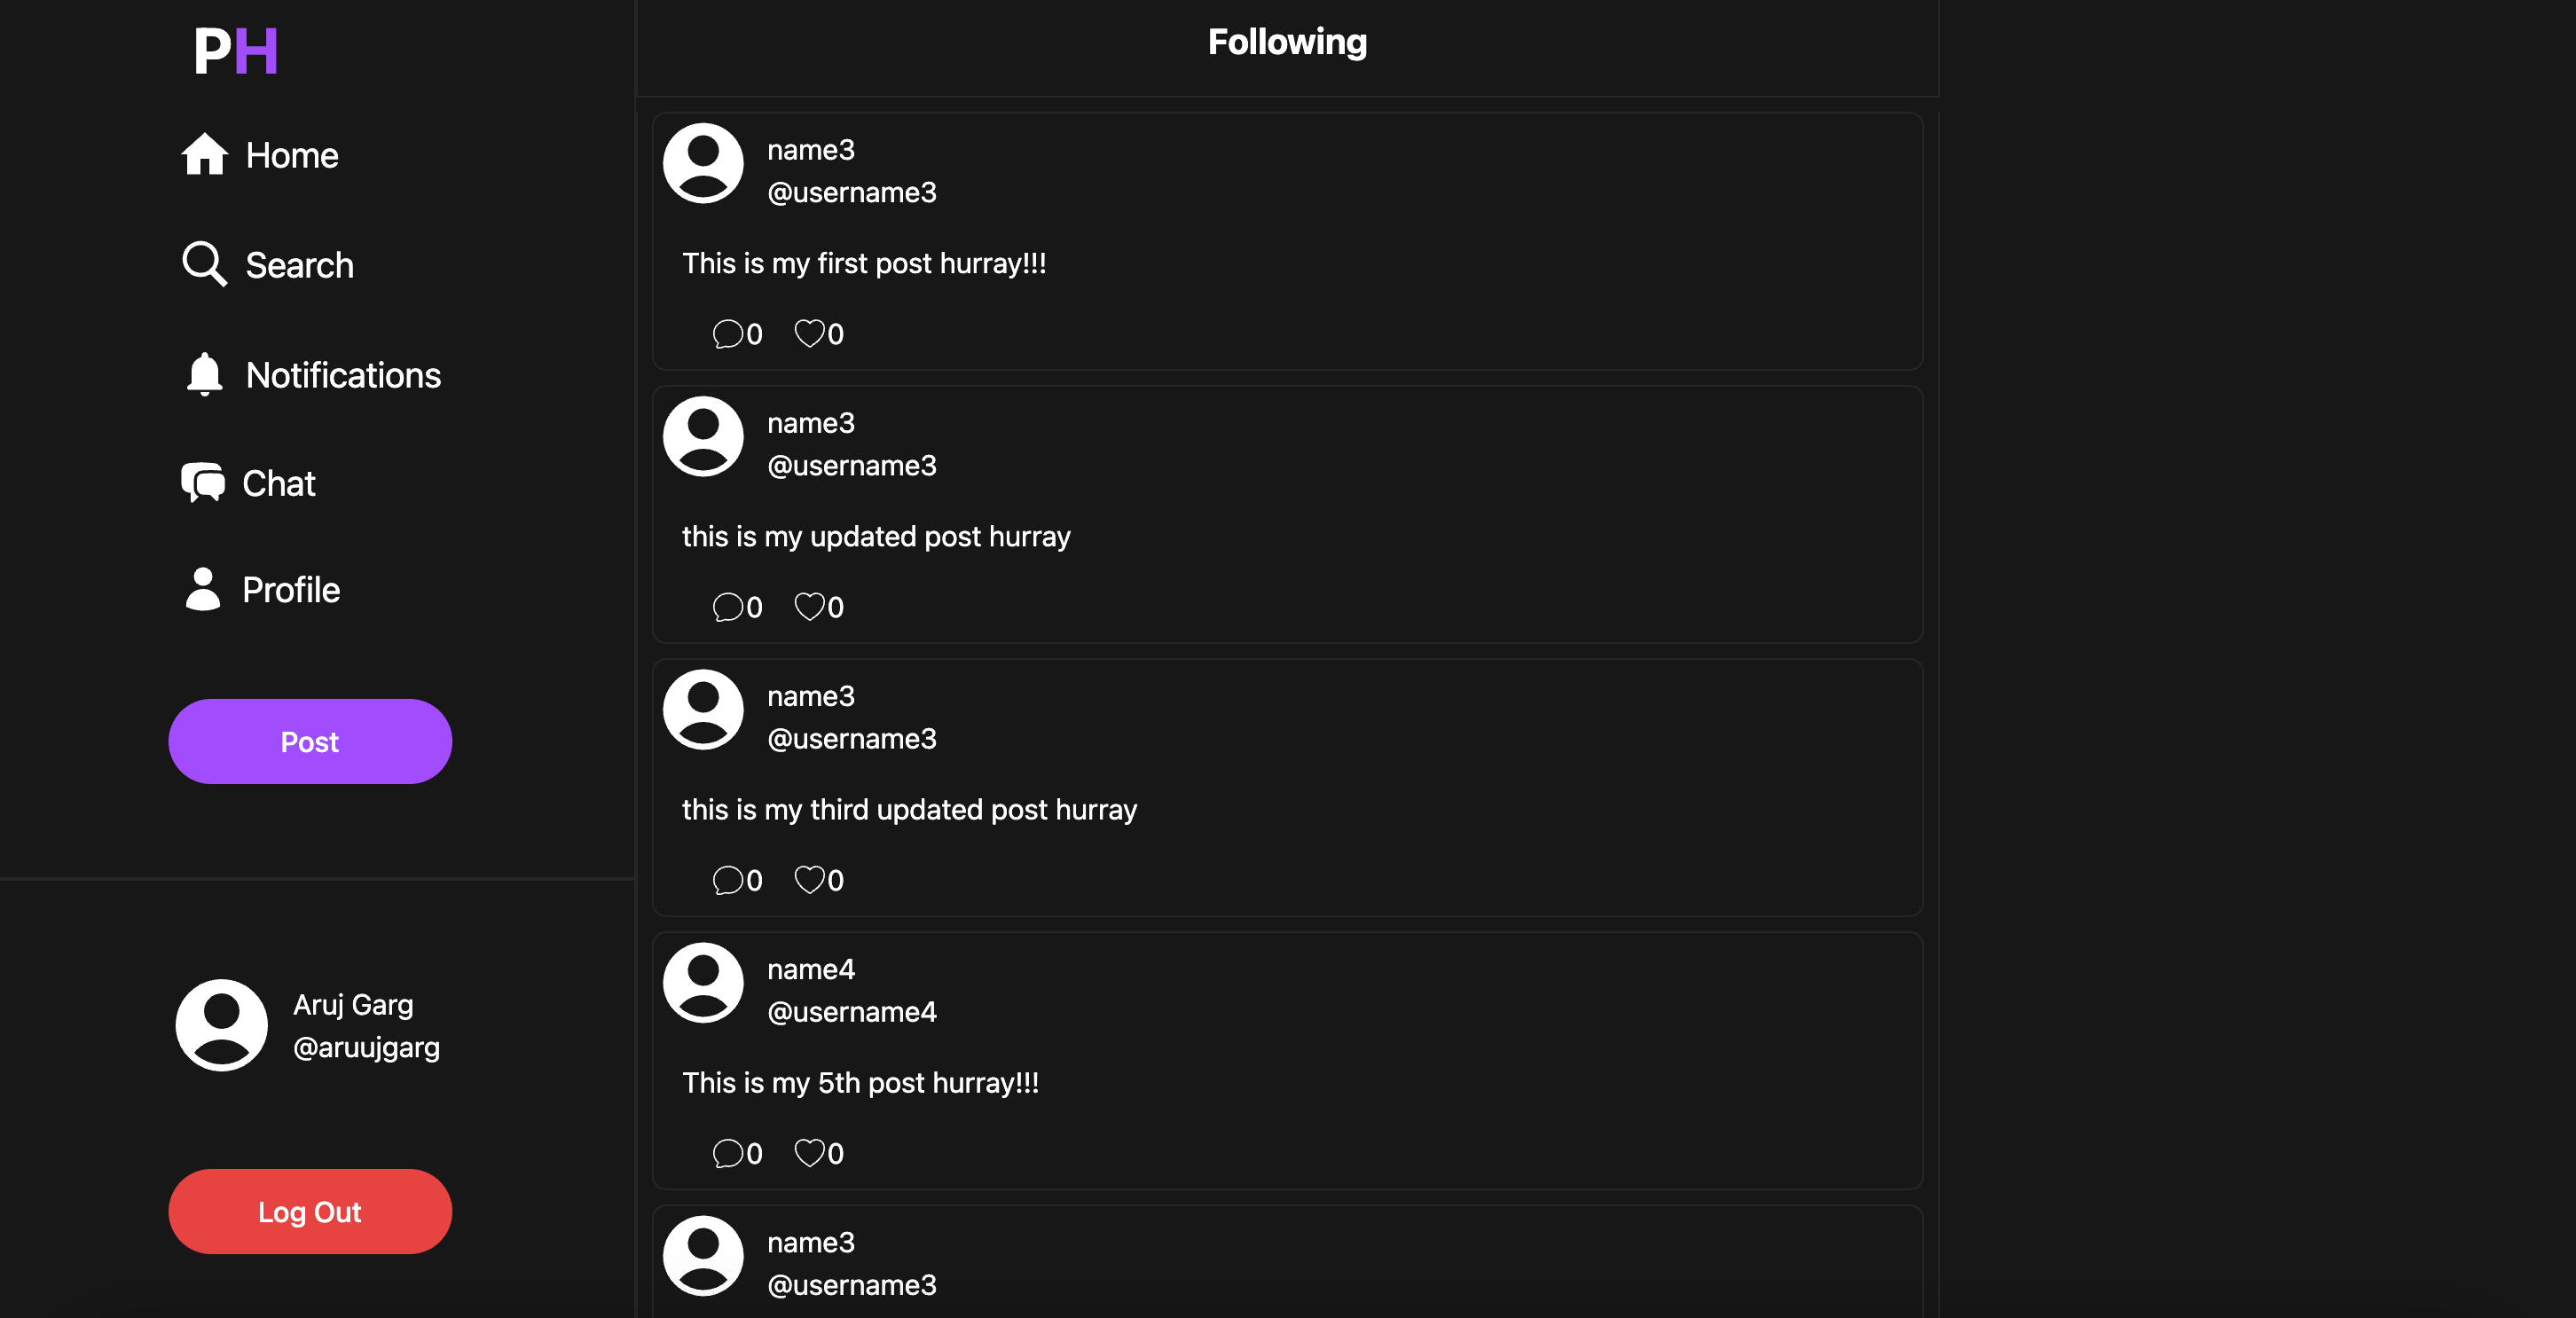 PH
Home
Search
Notifications
Chat
Profile
Post
Aruj Garg
@aruujgarg
Log Out
Following
name3
@username3
This is my first post hurray!!!
0 0
name3
@username3
this is my updated post hurray
0 0
name3
@username3
this is my third updated post hurray
0 0
name4
@username4
This is my 5th post hurray!!!
0 0
name3
@username3